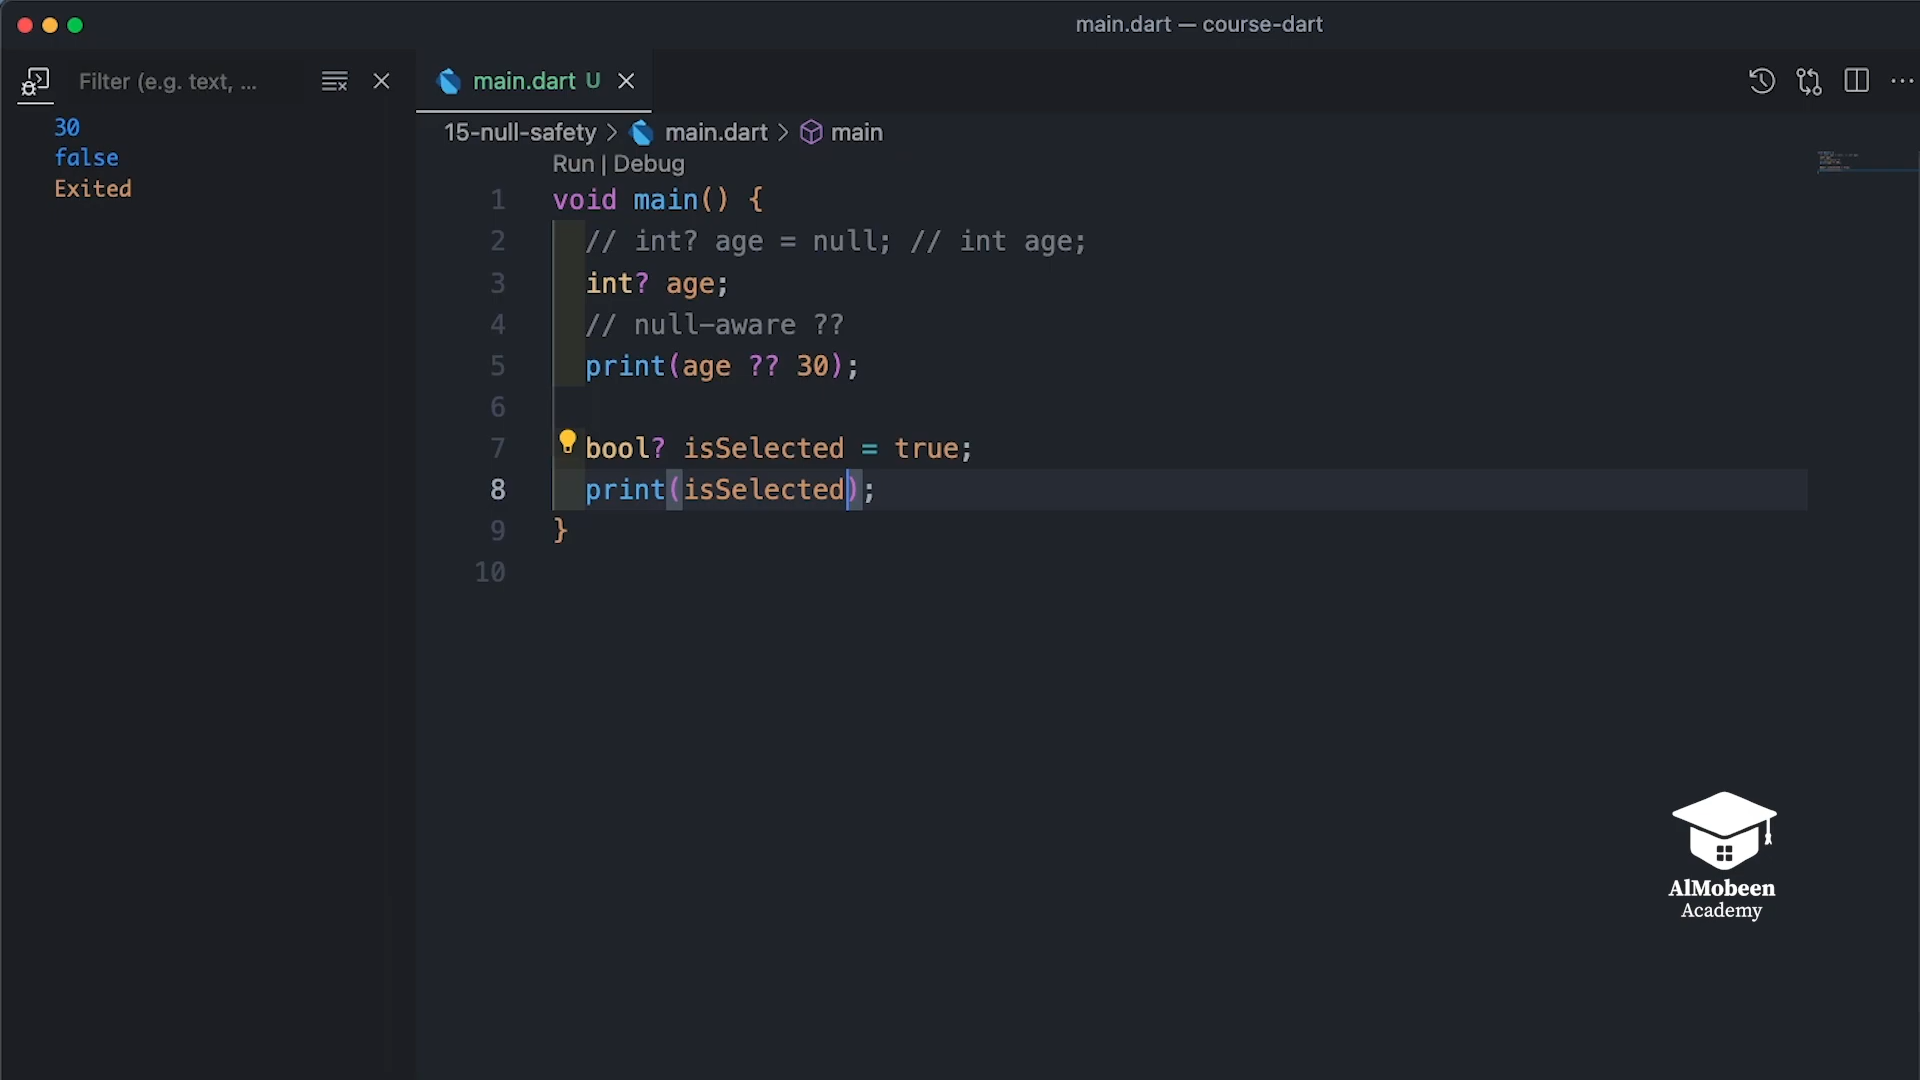 main.dart — course-dart
Filter (e.g. text, ...
main.dart U
30
false
Exited
15-null-safety > main.dart > main
Run | Debug
1 void main() {
2 // int? age = null; // int age;
3 int? age;
4 // null-aware ??
5 print(age ?? 30);
6
7 bool? isSelected = true;
8 print(isSelected);
9 }
10
AlMobeen
Academy